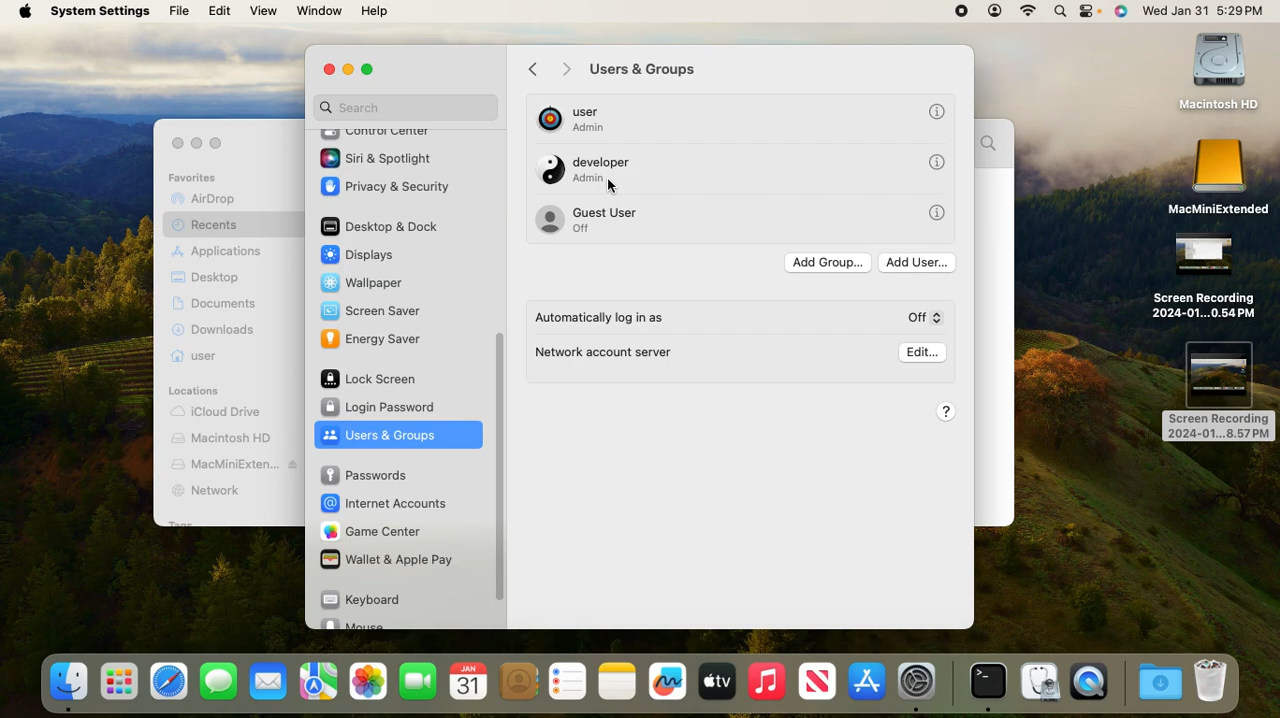 System Settings File Edit View Window Help Wed Jan 31 5:29 PM
Favorites
AirDrop
Recents
Applications
Desktop
Documents
Downloads
user
Locations
iCloud Drive
Macintosh HD
MacMiniExten...
Network
Search
Control Center
Siri & Spotlight
Privacy & Security
Desktop & Dock
Displays
Wallpaper
Screen Saver
Energy Saver
Lock Screen
Login Password
Users & Groups
Passwords
Internet Accounts
Game Center
Wallet & Apple Pay
Keyboard
Mouse
Users & Groups
user
Admin
developer
Admin
Guest User
Off
Add Group... Add User...
Automatically log in as Off
Network account server Edit...
?
Macintosh HD
MacMiniExtended
Screen Recording
2024-01...0.54 PM
Screen Recording
2024-01...8.57 PM
JAN
31
tv